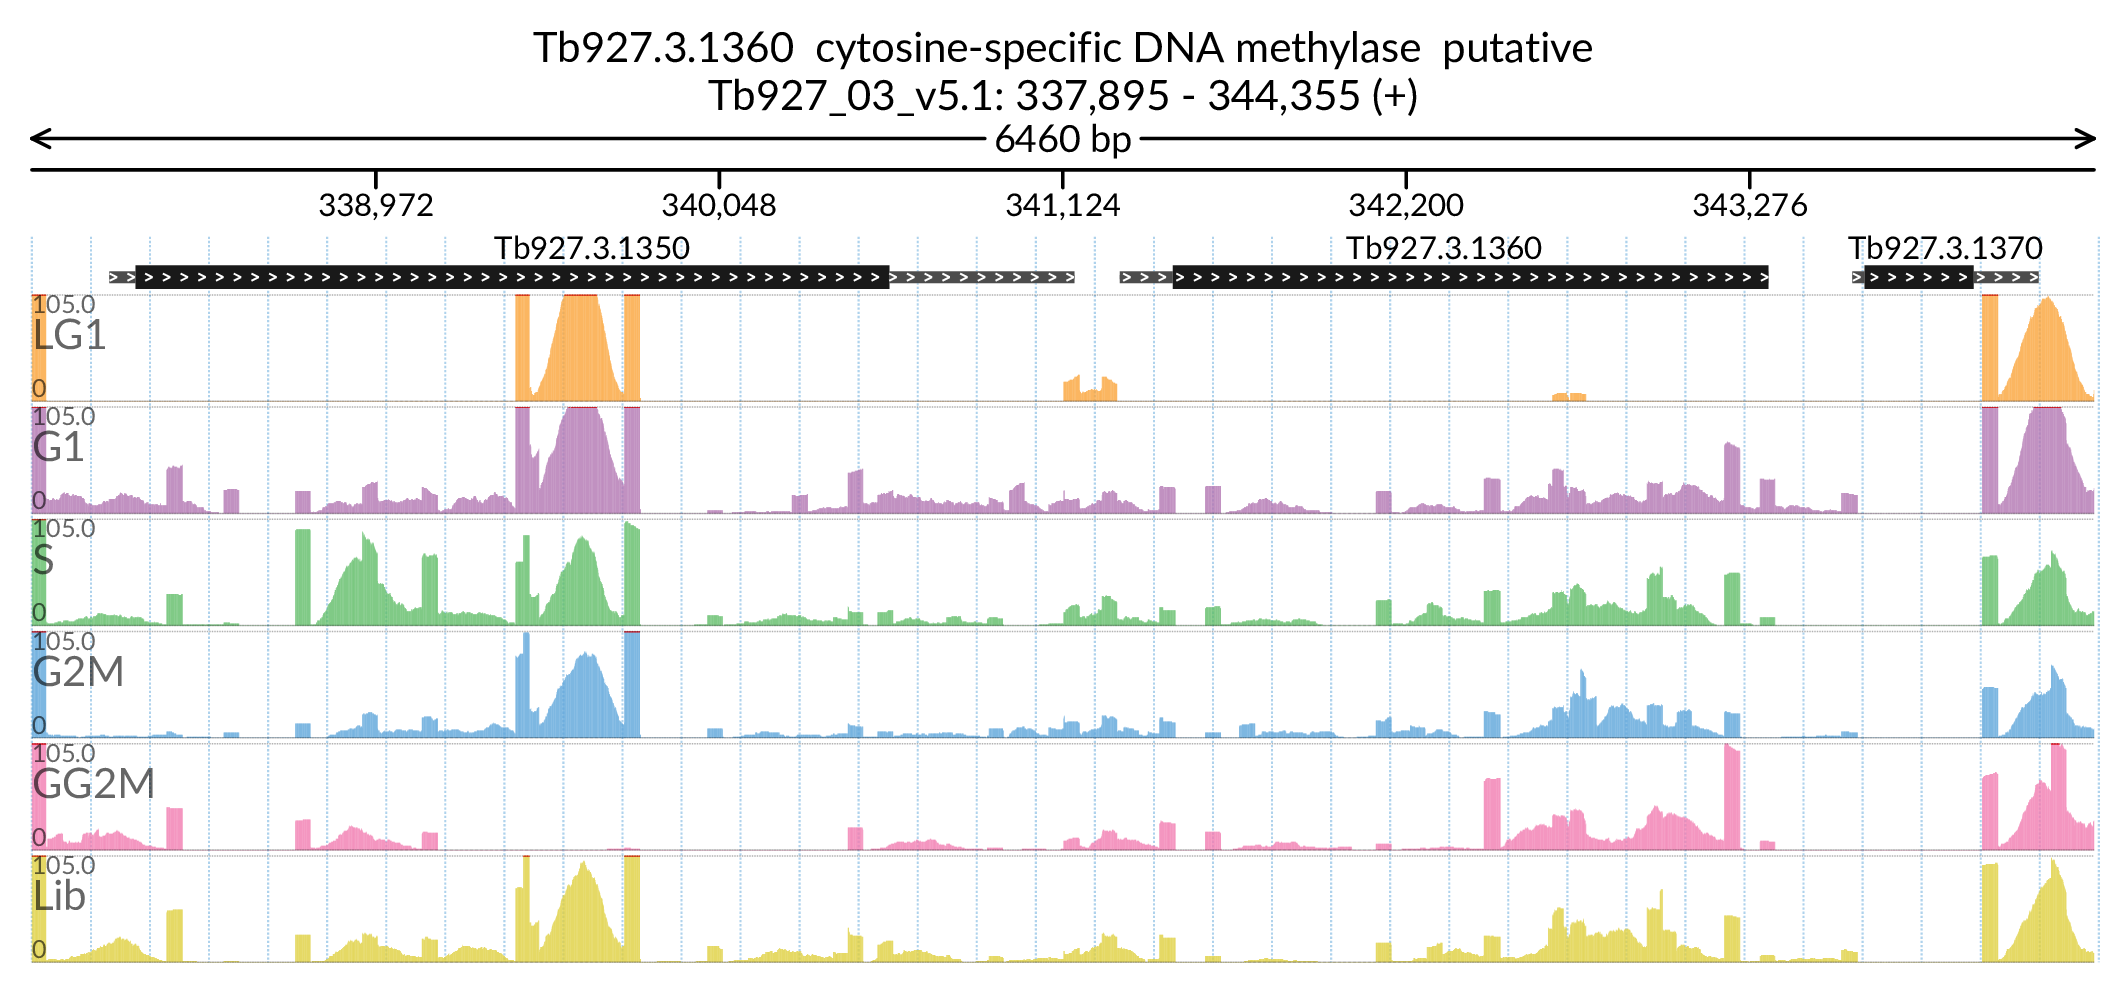 Tb927.3.1360 cytosine-specific DNA methylase putative
Tb927_03_v5.1: 337,895 - 344,355 (+)
6460 bp
338,972 340,048 341,124 342,200 343,276
Tb927.3.1350 Tb927.3.1360 Tb927.3.1370
105.0
LG1
0
105.0
G1
0
105.0
S
0
105.0
G2M
0
105.0
GG2M
0
105.0
Lib
0